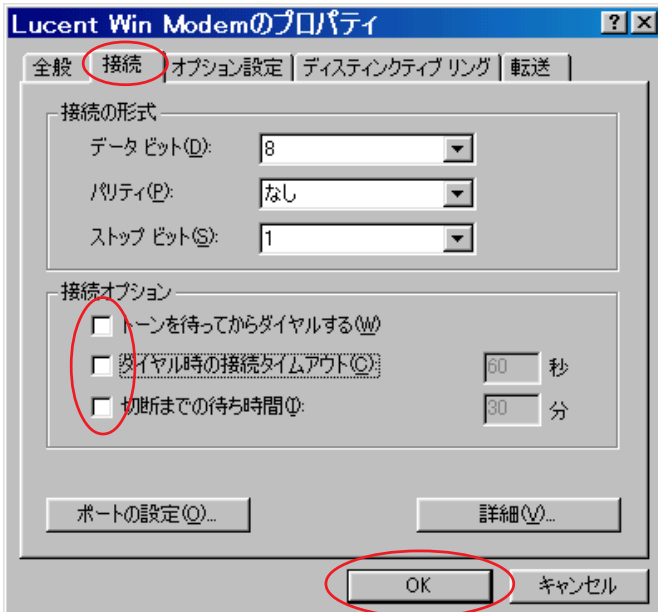 Lucent Win Modemのプロパティ
全般 接続 オプション設定 ディスティンクティブ リング 転送
接続の形式
データ ビット(D): 8
パリティ(P): なし
ストップ ビット(S): 1
接続オプション
トーンを待ってからダイヤルする(W)
ダイヤル時の接続タイムアウト(C): 60 秒
切断までの待ち時間(I): 30 分
ポートの設定(O)... 詳細(V)...
OK キャンセル